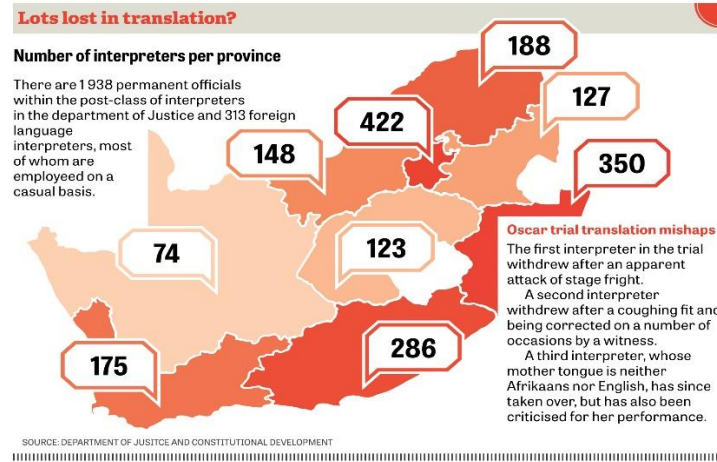 Lots lost in translation?
Number of interpreters per province
There are 1 938 permanent officials
within the post-class of interpreters
in the department of Justice and 313 foreign
language
interpreters, most
of whom are
employeed on a
casual basis.
188
127
422
148
350
74
123
175
286
Oscar trial translation mishaps
The first interpreter in the trial
withdrew after an apparent
attack of stage fright.
A second interpreter
withdrew after a coughing fit and
being corrected on a number of
occasions by a witness.
A third interpreter, whose
mother tongue is neither
Afrikaans nor English, has since
taken over, but has also been
criticised for her performance.
SOURCE: DEPARTMENT OF JUSITCE AND CONSTITUTIONAL DEVELOPMENT